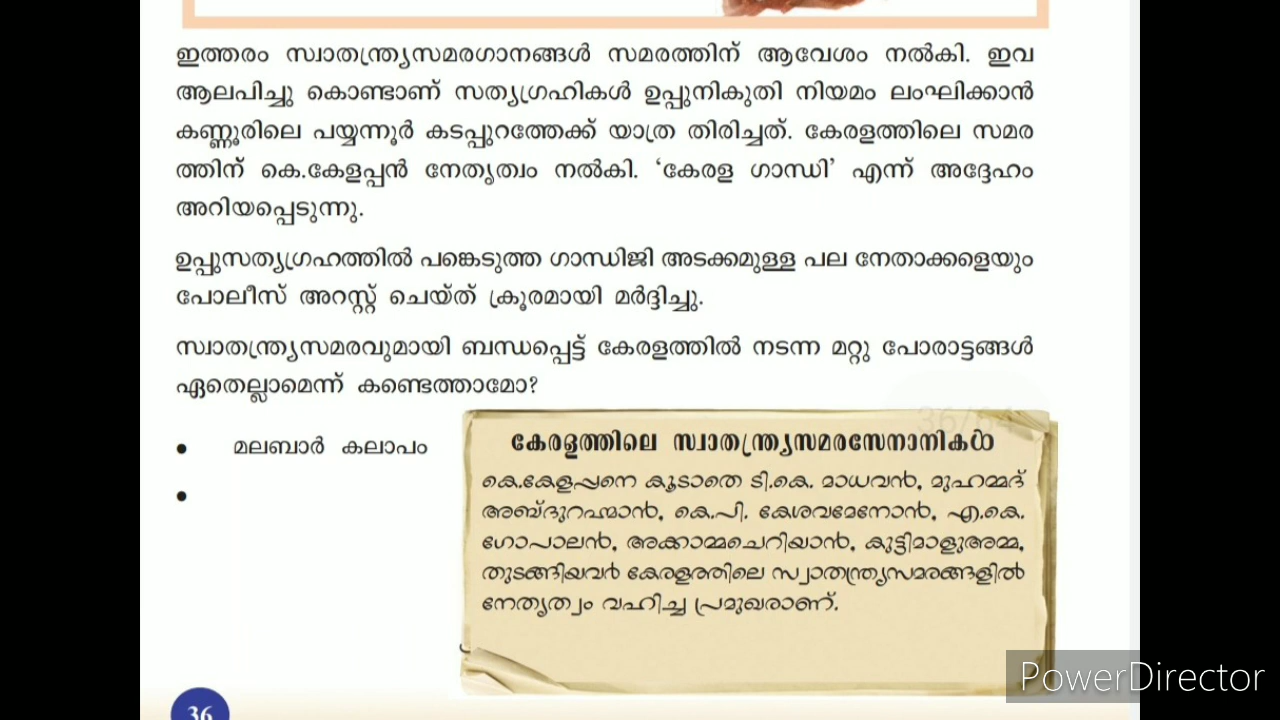 ഇത്തരം സ്വാതന്ത്ര്യസമരഗാനങ്ങൾ സമരത്തിന് ആവേശം നൽകി. ഇവ
ആലപിച്ചു കൊണ്ടാണ് സത്യഗ്രഹികൾ ഉപ്പുനികുതി നിയമം ലംഘിക്കാൻ
കണ്ണൂരിലെ പയ്യന്നൂർ കടപ്പുറത്തേക്ക് യാത്ര തിരിച്ചത്. കേരളത്തിലെ സമര
ത്തിന് കെ.കേളപ്പൻ നേതൃത്വം നൽകി. ‘കേരള ഗാന്ധി’ എന്ന് അദ്ദേഹം
അറിയപ്പെടുന്നു.
ഉപ്പുസത്യഗ്രഹത്തിൽ പങ്കെടുത്ത ഗാന്ധിജി അടക്കമുള്ള പല നേതാക്കളെയും
പോലീസ് അറസ്റ്റ് ചെയ്ത് ക്രൂരമായി മർദ്ദിച്ചു.
സ്വാതന്ത്ര്യസമരവുമായി ബന്ധപ്പെട്ട് കേരളത്തിൽ നടന്ന മറ്റു പോരാട്ടങ്ങൾ
ഏതെല്ലാമെന്ന് കണ്ടെത്താമോ?
• മലബാർ കലാപം
•
36/64
കേരളത്തിലെ സ്വാതന്ത്ര്യസമരസേനാനികൾ
കെ.കേളപ്പനെ കൂടാതെ ടി.കെ. മാധവൻ, മുഹമ്മദ്
അബ്ദുറഹ്മാൻ, കെ.പി. കേശവമേനോൻ, എ.കെ.
ഗോപാലൻ, അക്കാമ്മചെറിയാൻ, കുട്ടിമാളുഅമ്മ,
തുടങ്ങിയവർ കേരളത്തിലെ സ്വാതന്ത്ര്യസമരങ്ങളിൽ
നേതൃത്വം വഹിച്ച പ്രമുഖരാണ്.
36
PowerDirector